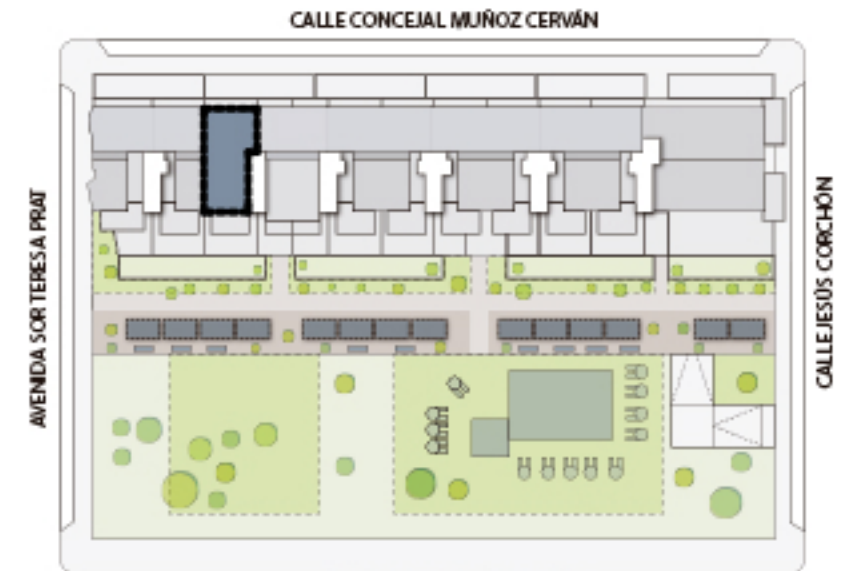 CALLE CONCEJAL MUÑOZ CERVÁN
AVENIDA SOR TERESA PRAT
CALLE JESÚS CORCHÓN